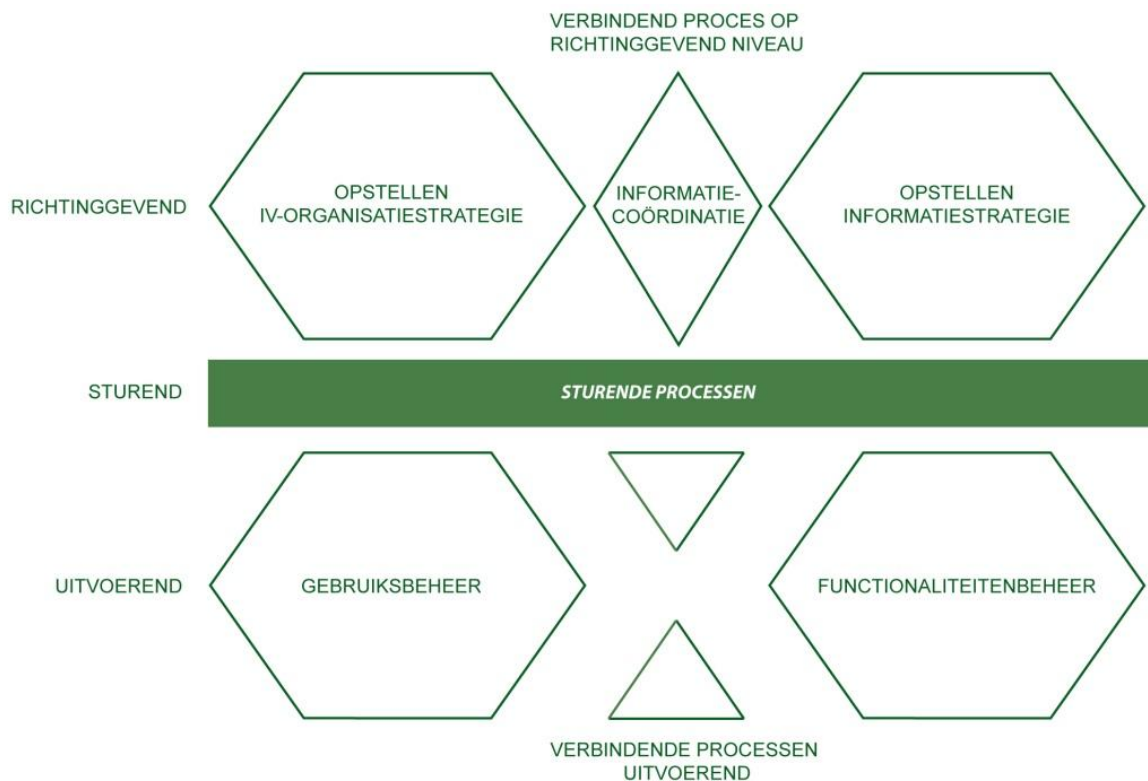 VERBINDEND PROCES OP
RICHTINGGEVEND NIVEAU
RICHTINGGEVEND
OPSTELLEN
IV-ORGANISATIESTRATEGIE
INFORMATIE-
COÖRDINATIE
OPSTELLEN
INFORMATIESTRATEGIE
STUREND
STURENDE PROCESSEN
UITVOEREND
GEBRUIKSBEHEER
FUNCTIONALITEITENBEHEER
VERBINDENDE PROCESSEN
UITVOEREND